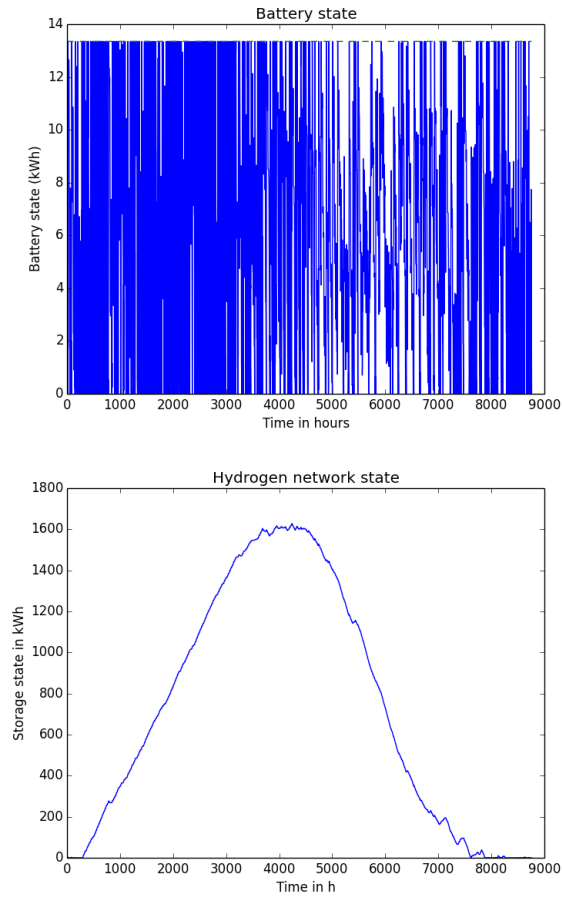 Battery state
14
12
10
8
6
4
2
0
Battery state (kWh)
0 1000 2000 3000 4000 5000 6000 7000 8000 9000
Time in hours
Hydrogen network state
1800
1600
1400
1200
1000
800
600
400
200
0
Storage state in kWh
0 1000 2000 3000 4000 5000 6000 7000 8000 9000
Time in h